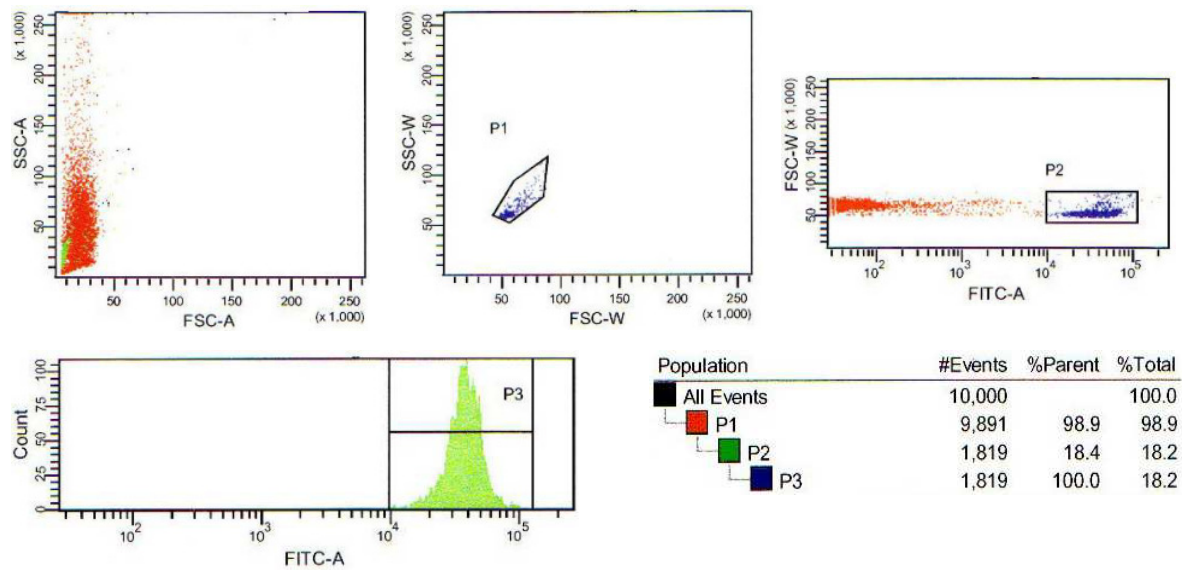 SSC-A
(x 1,000)
50 100 150 200 250
50 100 150 200 250
FSC-A
(x 1,000)
SSC-W
(x 1,000)
50 100 150 200 250
P1
50 100 150 200 250
FSC-W
(x 1,000)
FSC-W (x 1,000)
50 100 150 200 250
P2
10² 10³ 10⁴ 10⁵
FITC-A
Count
0 25 50 75 100
P3
10² 10³ 10⁴ 10⁵
FITC-A
Population #Events %Parent %Total
All Events 10,000 100.0
P1 9,891 98.9 98.9
P2 1,819 18.4 18.2
P3 1,819 100.0 18.2